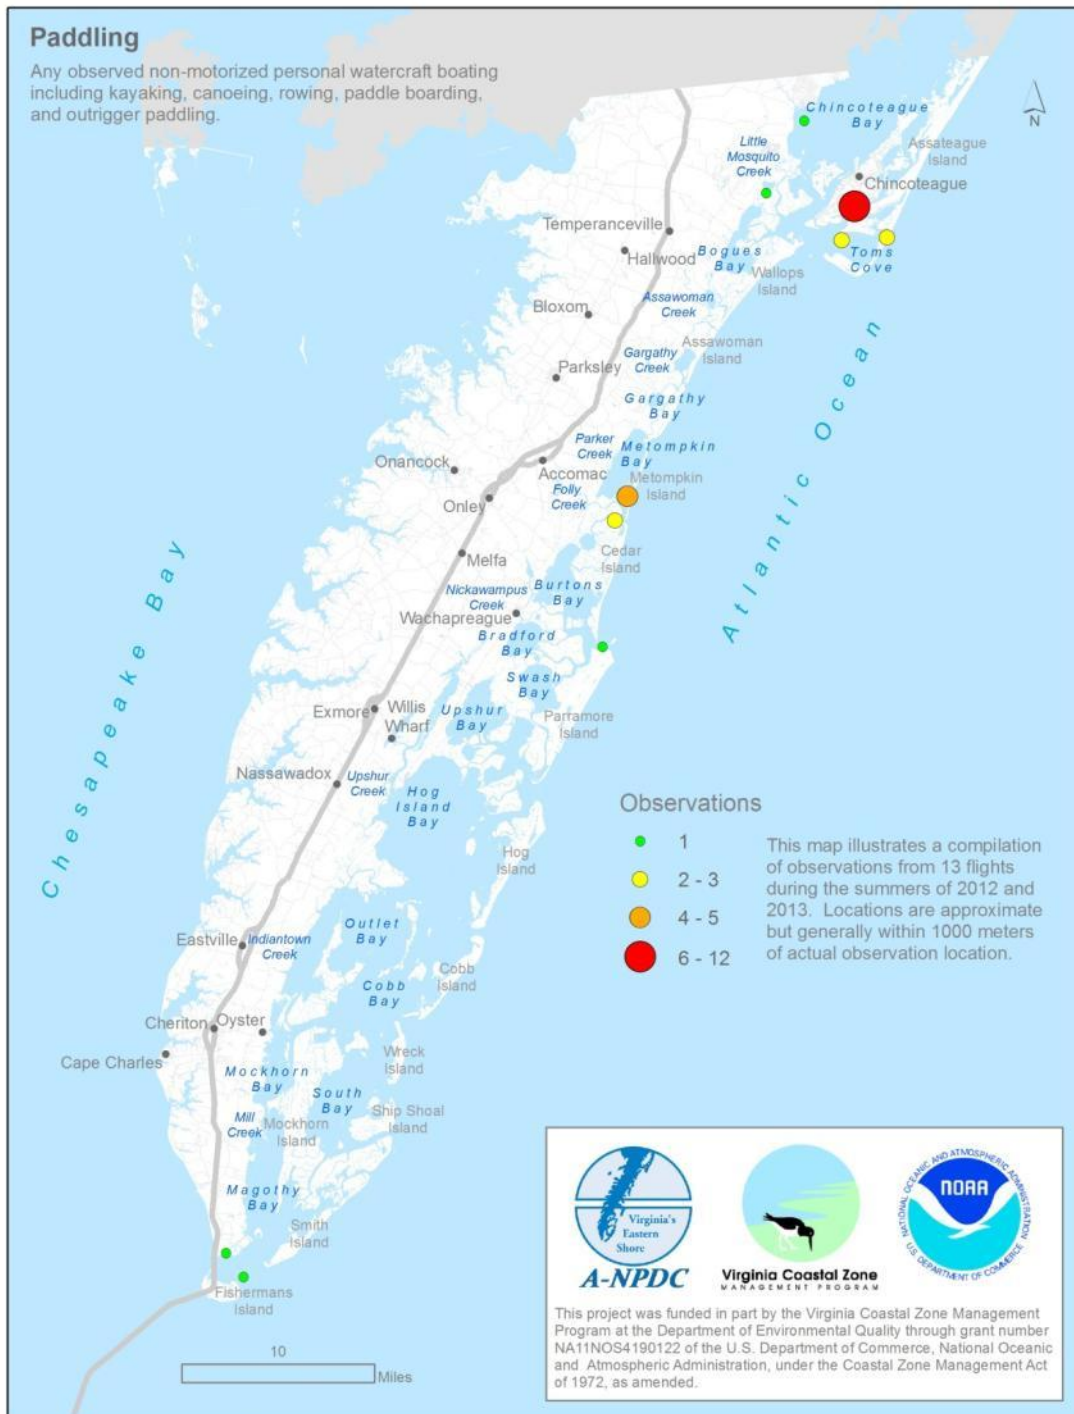 Paddling
Any observed non-motorized personal watercraft boating
including kayaking, canoeing, rowing, paddle boarding,
and outrigger paddling.
N
Chincoteague
Bay
Little
Mosquito
Creek
Assateague
Island
Chincoteague
Temperanceville
Hallwood
Bogues
Bay
Toms
Cove
Wallops
Island
Bloxom
Assawoman
Creek
Assawoman
Island
Parksley
Gargathy
Creek
Gargathy
Bay
Parker
Creek
Metompkin
Bay
Onancock
Accomac
Metompkin
Island
Onley
Folly
Creek
Atlantic Ocean
Chesapeake Bay
Melfa
Cedar
Island
Nickawampus
Creek
Burtons
Bay
Wachapreague
Bradford
Bay
Swash
Bay
Exmore
Willis
Wharf
Upshur
Bay
Parramore
Island
Nassawadox
Upshur
Creek
Hog
Island
Bay
Hog
Island
Observations
1
2 - 3
4 - 5
6 - 12
This map illustrates a compilation
of observations from 13 flights
during the summers of 2012 and
2013.  Locations are approximate
but generally within 1000 meters
of actual observation location.
Outlet
Bay
Eastville
Indiantown
Creek
Cobb
Island
Cobb
Bay
Cheriton
Oyster
Cape Charles
Wreck
Island
Mockhorn
Bay
South
Bay
Ship Shoal
Island
Mill
Creek
Mockhorn
Island
Magothy
Bay
Smith
Island
Fishermans
Island
10
Miles
Virginia's
Eastern
Shore
A-NPDC
Virginia Coastal Zone
MANAGEMENT PROGRAM
NATIONAL OCEANIC AND ATMOSPHERIC ADMINISTRATION
NOAA
U.S. DEPARTMENT OF COMMERCE
This project was funded in part by the Virginia Coastal Zone Management
Program at the Department of Environmental Quality through grant number
NA11NOS4190122 of the U.S. Department of Commerce, National Oceanic
and  Atmospheric Administration, under the Coastal Zone Management Act
of 1972, as amended.